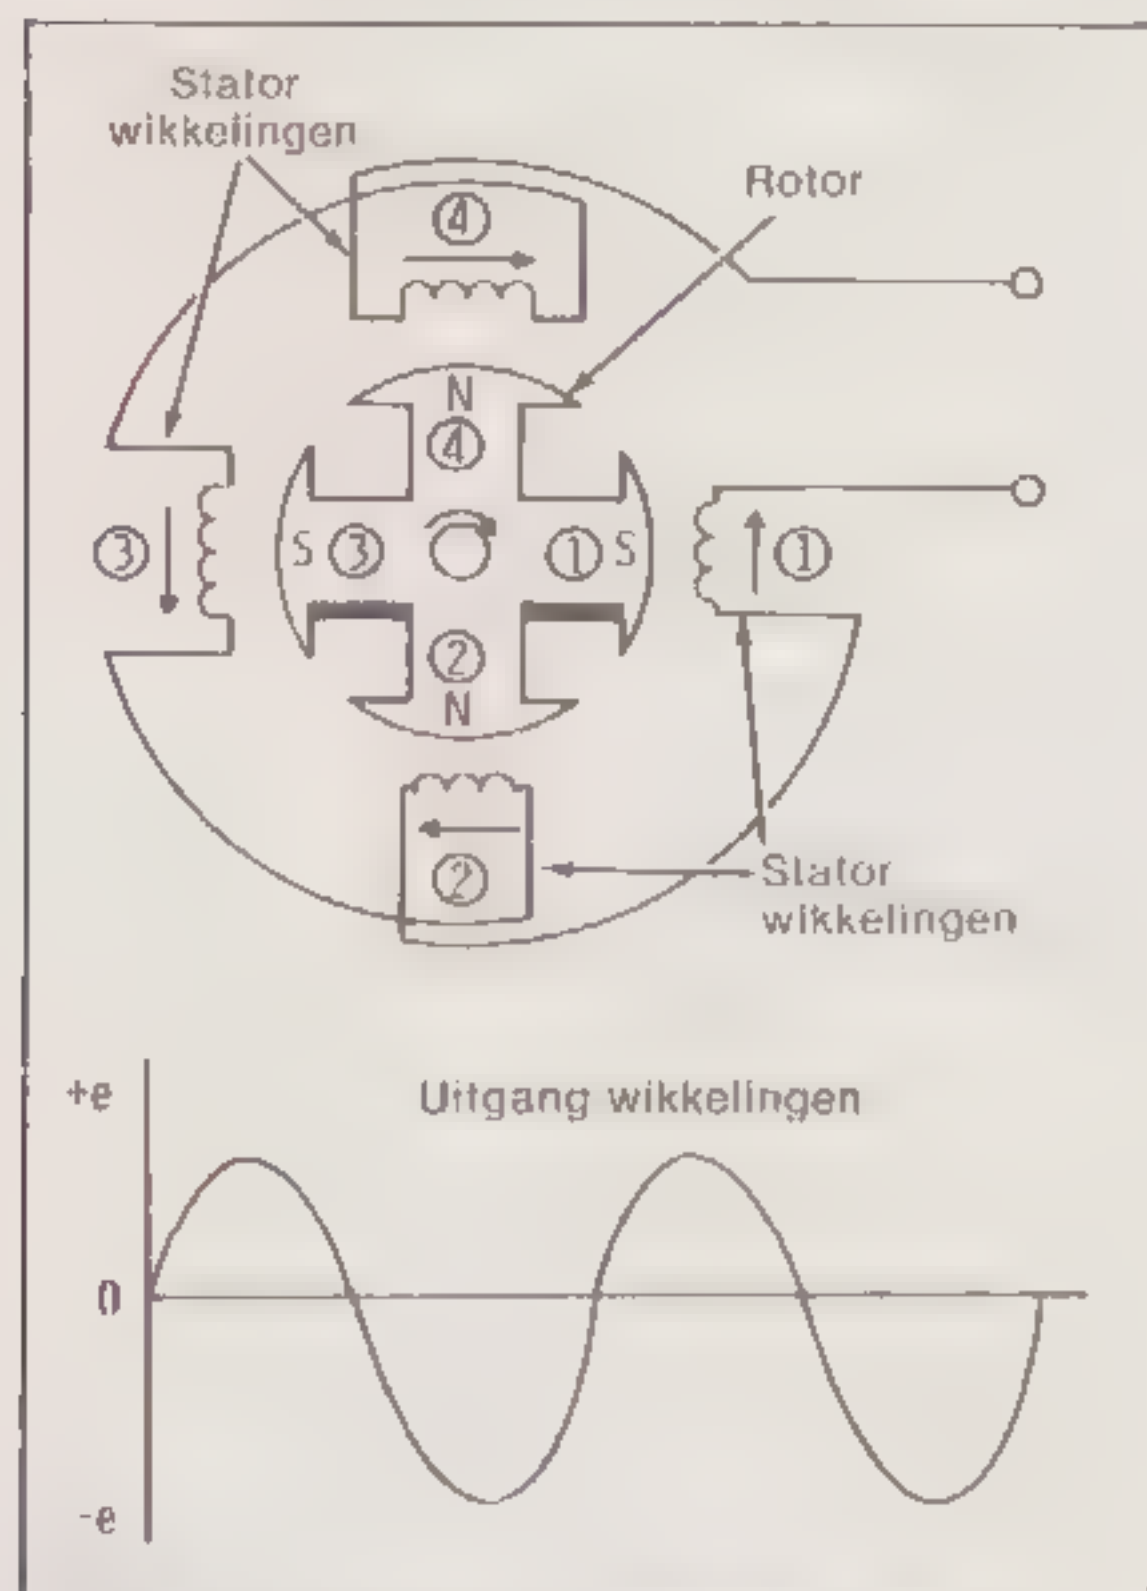 Stator
wikkelingen
Rotor
④
N
④
③
S ③ ① S
①
②
N
②
Stator
wikkelingen
+e
Uitgang wikkelingen
0
-e